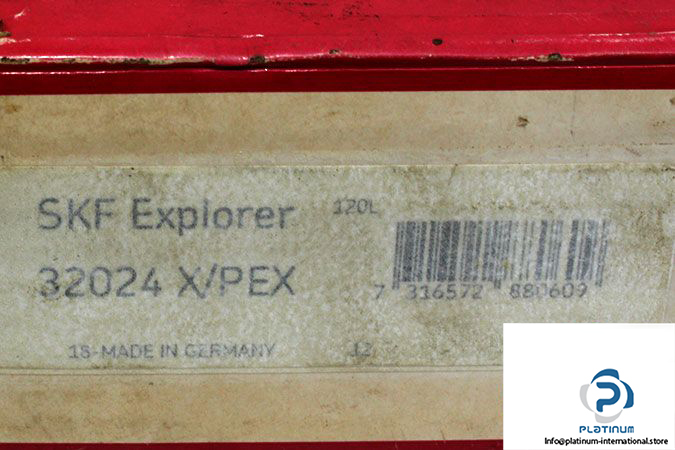 SKF Explorer 120L
32024 X/PEX
7 316572 880609
18-MADE IN GERMANY 12
PLATINUM
Info@platinum-international.store